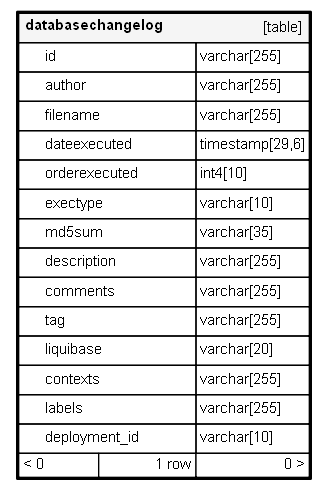 databasechangelog [table]
id varchar[255]
author varchar[255]
filename varchar[255]
dateexecuted timestamp[29,6]
orderexecuted int4[10]
exectype varchar[10]
md5sum varchar[35]
description varchar[255]
comments varchar[255]
tag varchar[255]
liquibase varchar[20]
contexts varchar[255]
labels varchar[255]
deployment_id varchar[10]
< 0 1 row 0 >